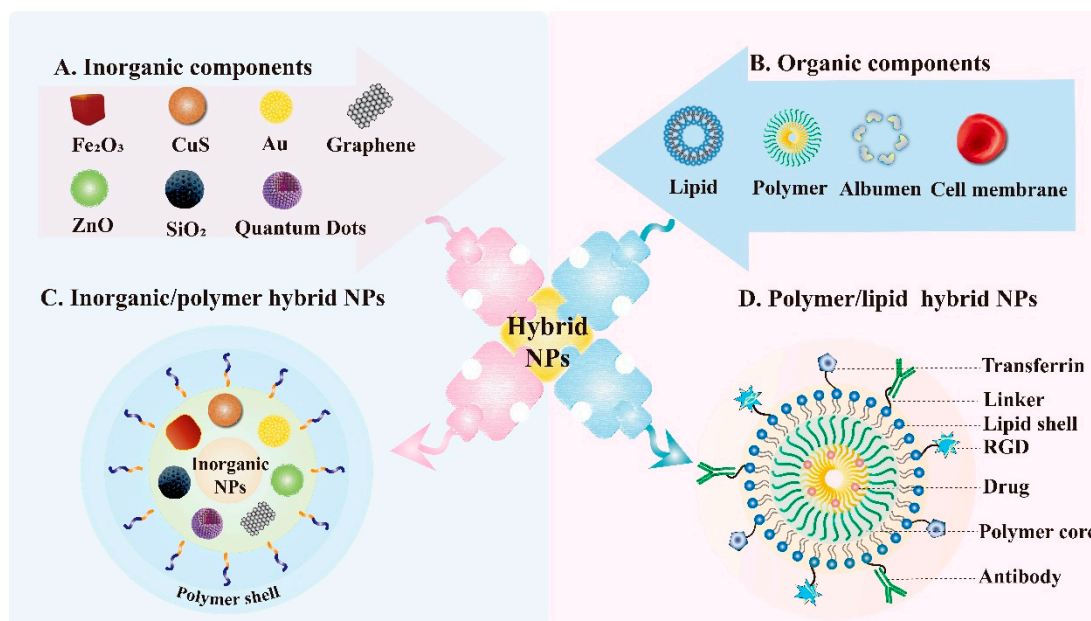 A. Inorganic components
Fe₂O₃
CuS
Au
Graphene
ZnO
SiO₂
Quantum Dots
B. Organic components
Lipid
Polymer
Albumen
Cell membrane
Hybrid
NPs
C. Inorganic/polymer hybrid NPs
Inorganic
NPs
Polymer shell
D. Polymer/lipid hybrid NPs
Transferrin
Linker
Lipid shell
RGD
Drug
Polymer core
Antibody